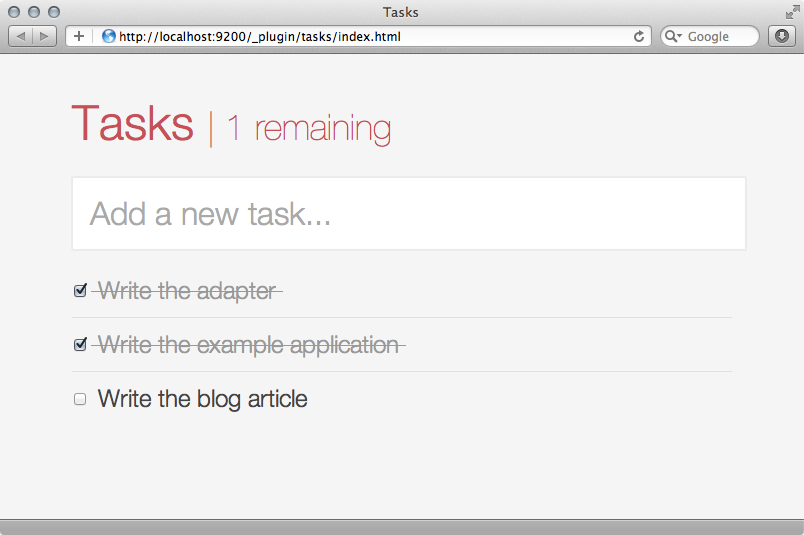 Tasks
http://localhost:9200/_plugin/tasks/index.html
Google
Tasks | 1 remaining
Add a new task...
Write the adapter
Write the example application
Write the blog article